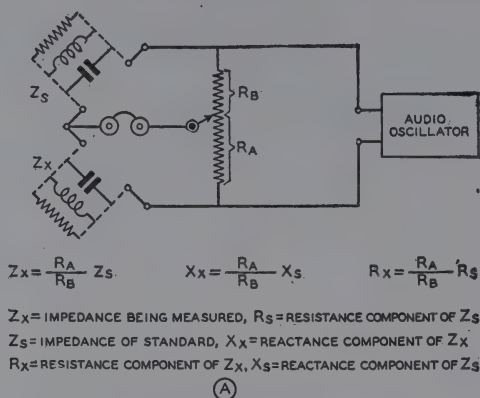 ZS
RB
RA
AUDIO
OSCILLATOR
ZX
ZX = RA/RB ZS
XX = RA/RB XS
RX = RA/RB RS
ZX = IMPEDANCE BEING MEASURED, RS = RESISTANCE COMPONENT OF ZS
ZS = IMPEDANCE OF STANDARD, XX = REACTANCE COMPONENT OF ZX
RX = RESISTANCE COMPONENT OF ZX, XS = REACTANCE COMPONENT OF ZS
A